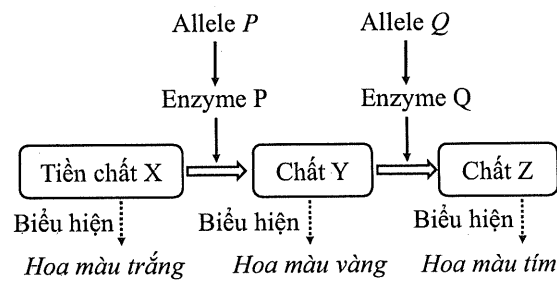 Allele P Allele Q
Enzyme P Enzyme Q
Tiền chất X Chất Y Chất Z
Biểu hiện Biểu hiện Biểu hiện
Hoa màu trắng Hoa màu vàng Hoa màu tím